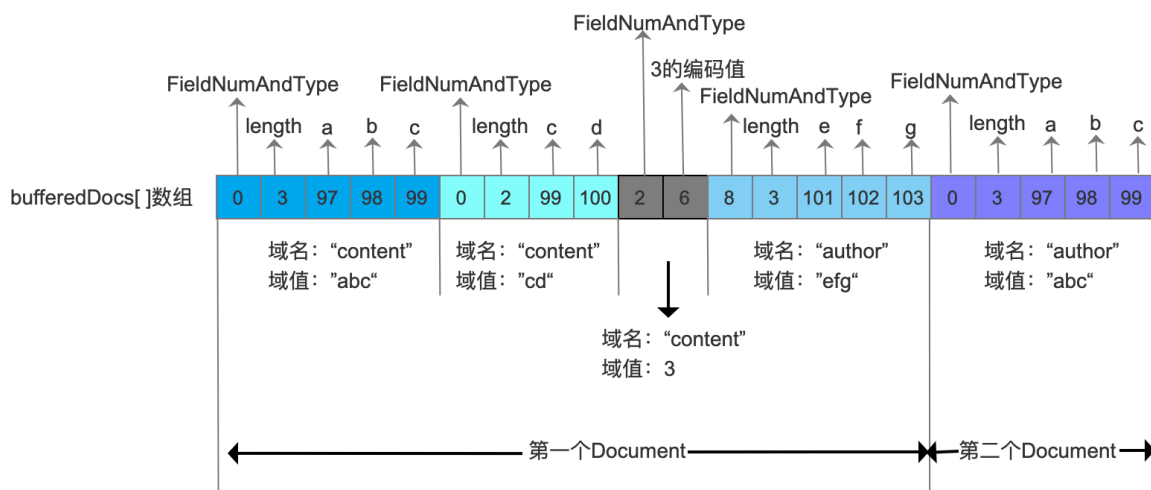 FieldNumAndType
3的编码值
FieldNumAndType FieldNumAndType FieldNumAndType FieldNumAndType
length a b c length c d length e f g length a b c
bufferedDocs[ ]数组 0 3 97 98 99 0 2 99 100 2 6 8 3 101 102 103 0 3 97 98 99
域名：“content” 域名：“content” 域名：“author” 域名：“author”
域值：”abc“ 域值：”cd“ 域值：”efg“ 域值：”abc“
域名：“content”
域值：3
第一个Document 第二个Document